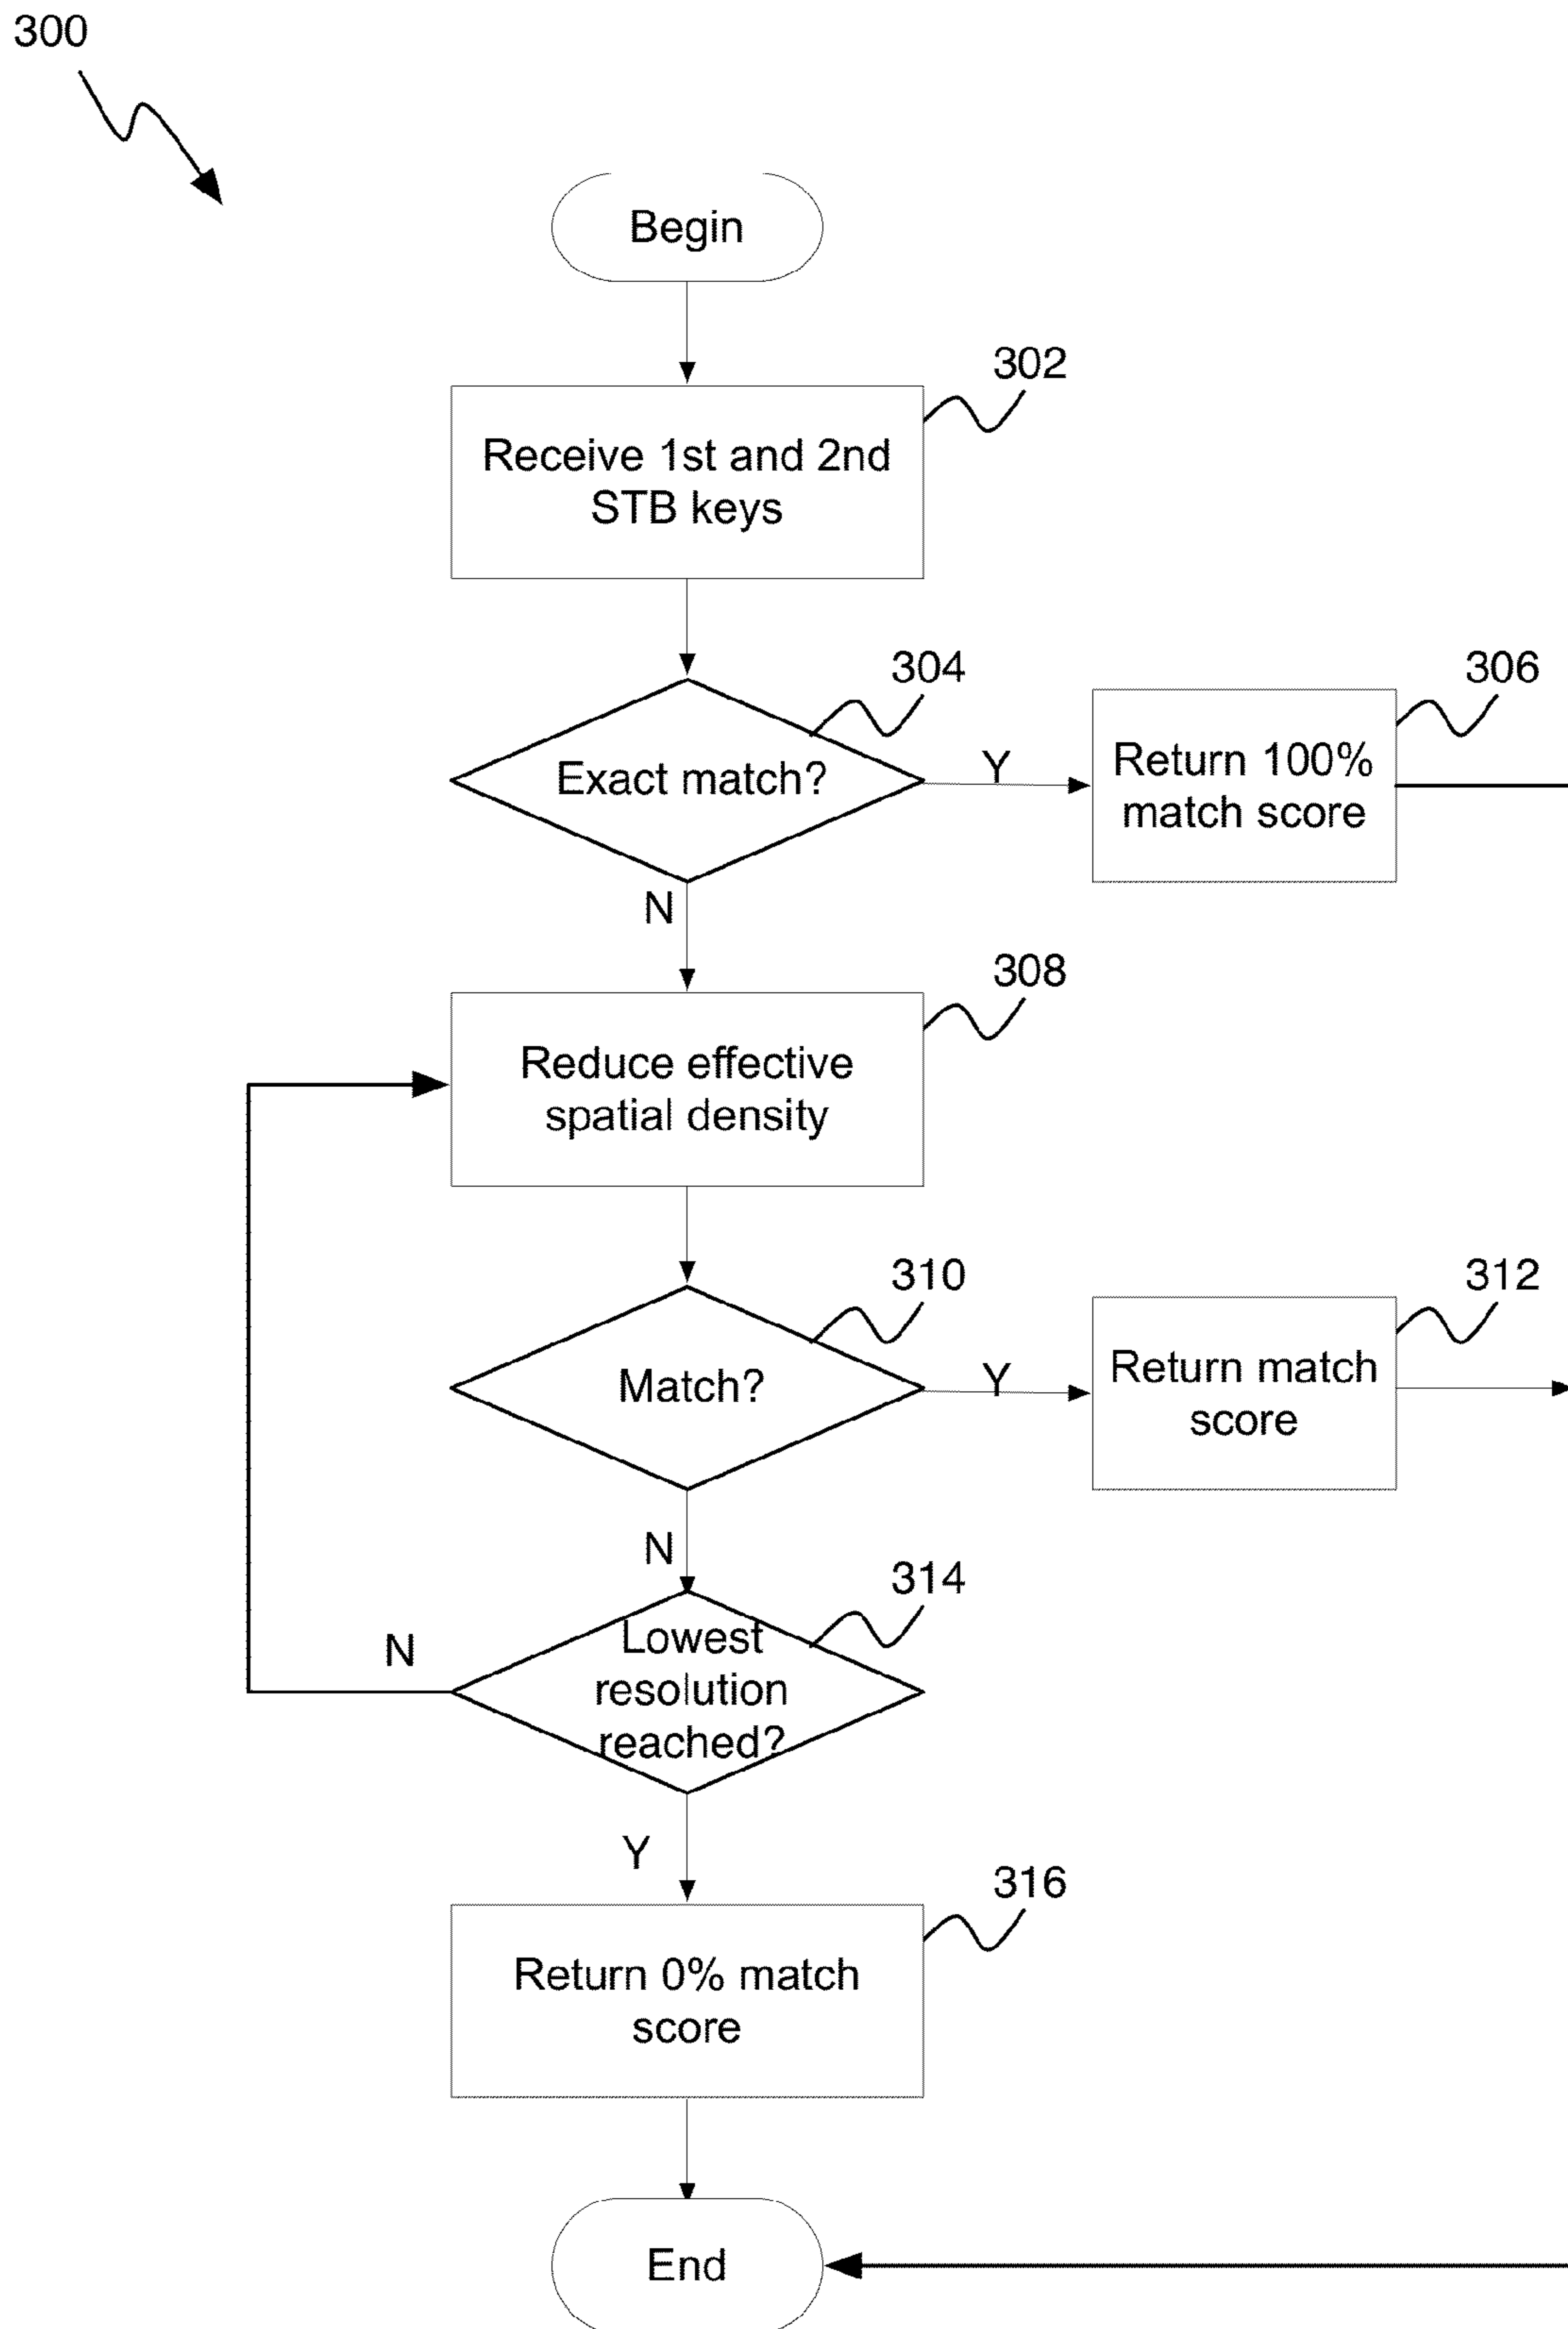 300
Begin
302
Receive 1st and 2nd
STB keys
304
306
Exact match?
Y
Return 100%
match score
N
308
Reduce effective
spatial density
310
312
Match?
Y
Return match
score
N
314
N
Lowest
resolution
reached?
Y
316
Return 0% match
score
End